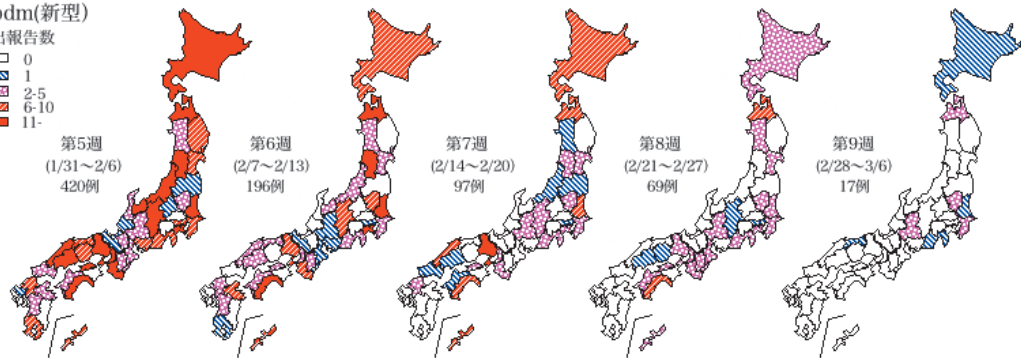 pdm(新型)
出報告数
0
1
2-5
6-10
11-
第5週
(1/31～2/6)
420例
第6週
(2/7～2/13)
196例
第7週
(2/14～2/20)
97例
第8週
(2/21～2/27)
69例
第9週
(2/28～3/6)
17例